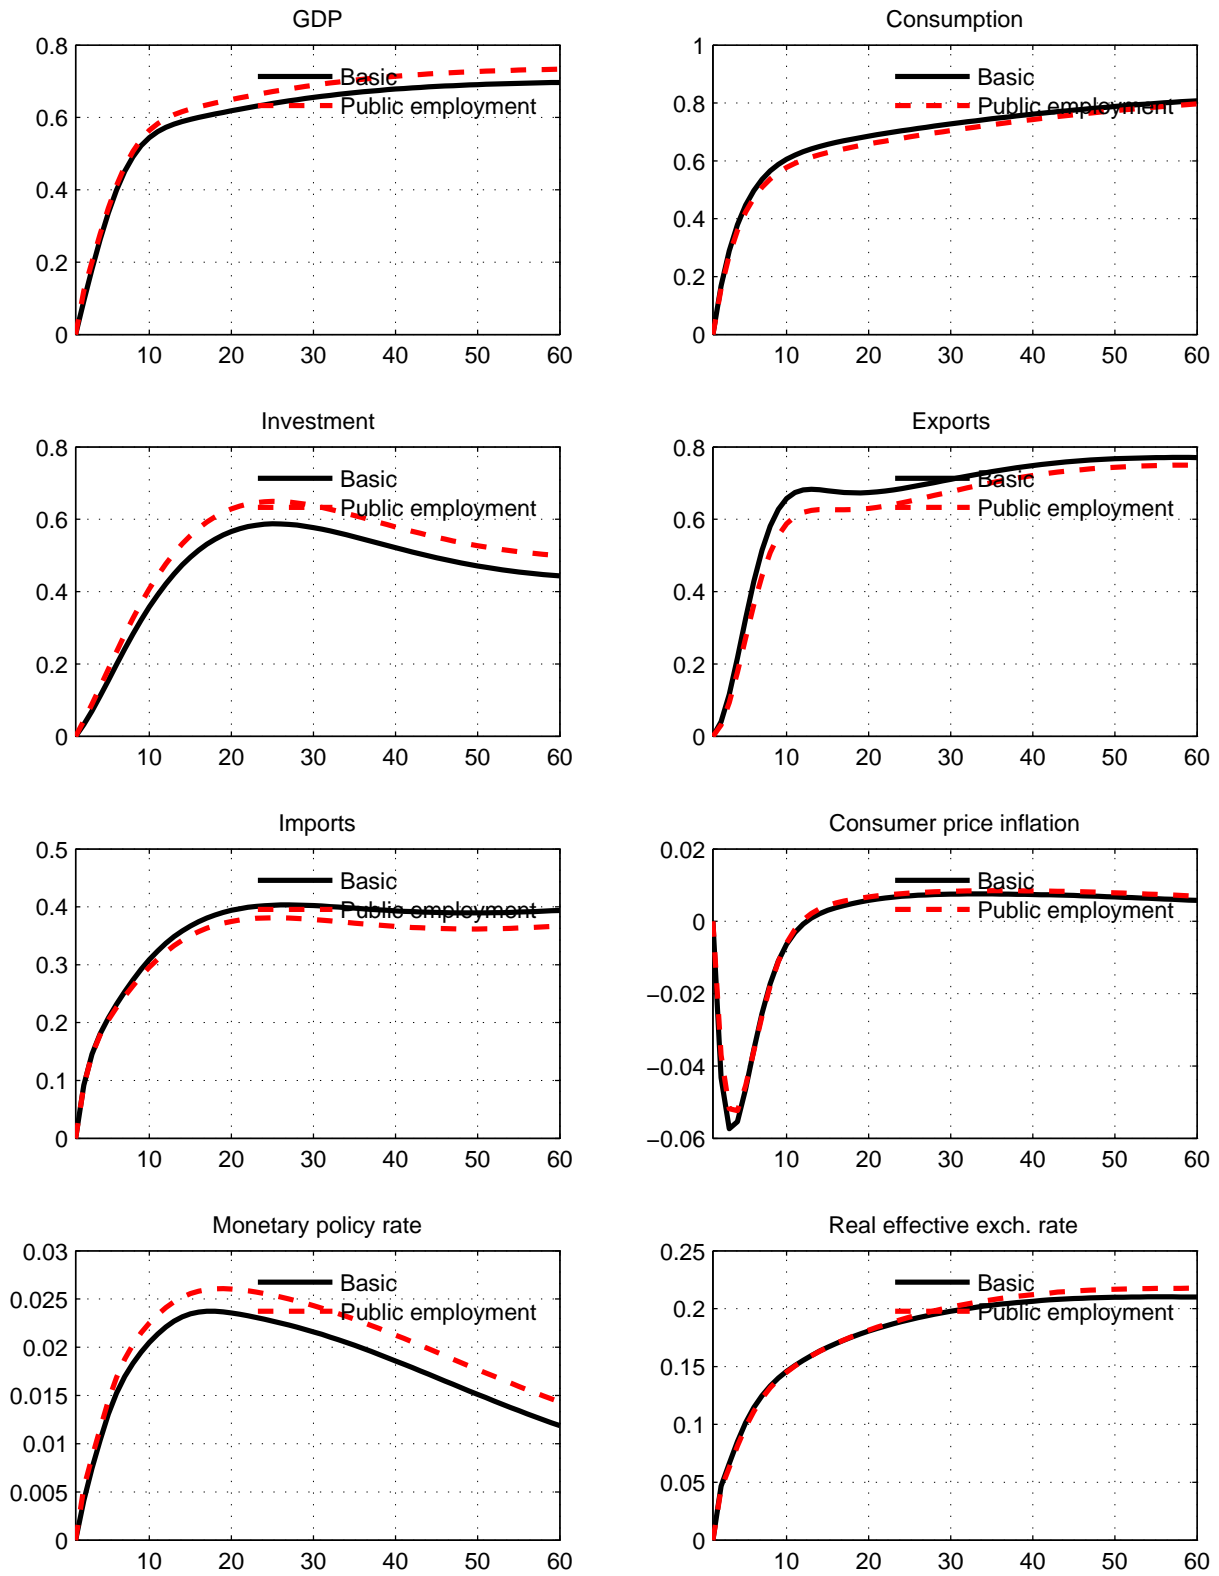 GDP
0.8
0.6
0.4
0.2
0
10 20 30 40 50 60
Basic
Public employment
Consumption
1
0.8
0.6
0.4
0.2
0
10 20 30 40 50 60
Basic
Public employment
Investment
0.8
0.6
0.4
0.2
0
10 20 30 40 50 60
Basic
Public employment
Exports
0.8
0.6
0.4
0.2
0
10 20 30 40 50 60
Basic
Public employment
Imports
0.5
0.4
0.3
0.2
0.1
0
10 20 30 40 50 60
Basic
Public employment
Consumer price inflation
0.02
0
−0.02
−0.04
−0.06
10 20 30 40 50 60
Basic
Public employment
Monetary policy rate
0.03
0.025
0.02
0.015
0.01
0.005
0
10 20 30 40 50 60
Basic
Public employment
Real effective exch. rate
0.25
0.2
0.15
0.1
0.05
0
10 20 30 40 50 60
Basic
Public employment